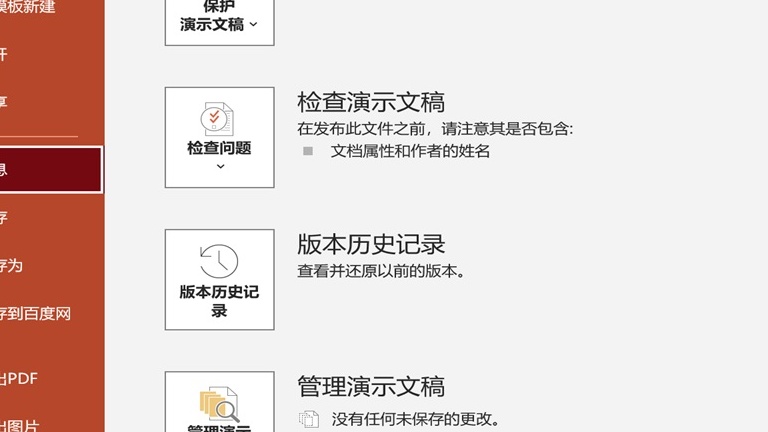 模板新建
开
享
息
存
存为
存到百度网
出PDF
出图片
保护
演示文稿
检查问题
检查演示文稿
在发布此文件之前，请注意其是否包含:
文档属性和作者的姓名
版本历史记
录
版本历史记录
查看并还原以前的版本。
管理演示
管理演示文稿
没有任何未保存的更改。